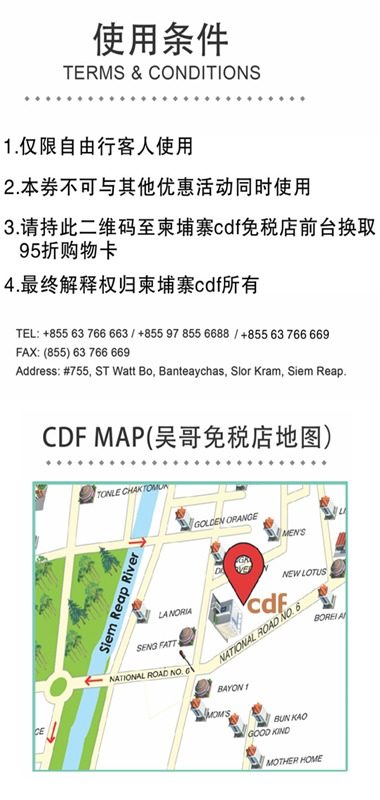 使用条件
TERMS & CONDITIONS
1.仅限自由行客人使用
2.本券不可与其他优惠活动同时使用
3.请持此二维码至柬埔寨cdf免税店前台换取
95折购物卡
4.最终解释权归柬埔寨cdf所有
TEL: +855 63 766 663 / +855 97 855 6688 / +855 63 766 669
FAX: (855) 63 766 669
Address: #755, ST Watt Bo, Banteaychas, Slor Kram, Siem Reap.
CDF MAP(吴哥免税店地图)
TONLE CHAKTOMUK
GOLDEN ORANGE
MEN'S
LI
Siem Reap River
NEW LOTUS
cdf
LA NORIA
BOREI AN
SENG FATT
NATIONAL ROAD NO. 6
NATIONAL ROAD NO. 6
BAYON 1
MOM'S
BUN KAO
GOOD KIND
CE
MOTHER HOME